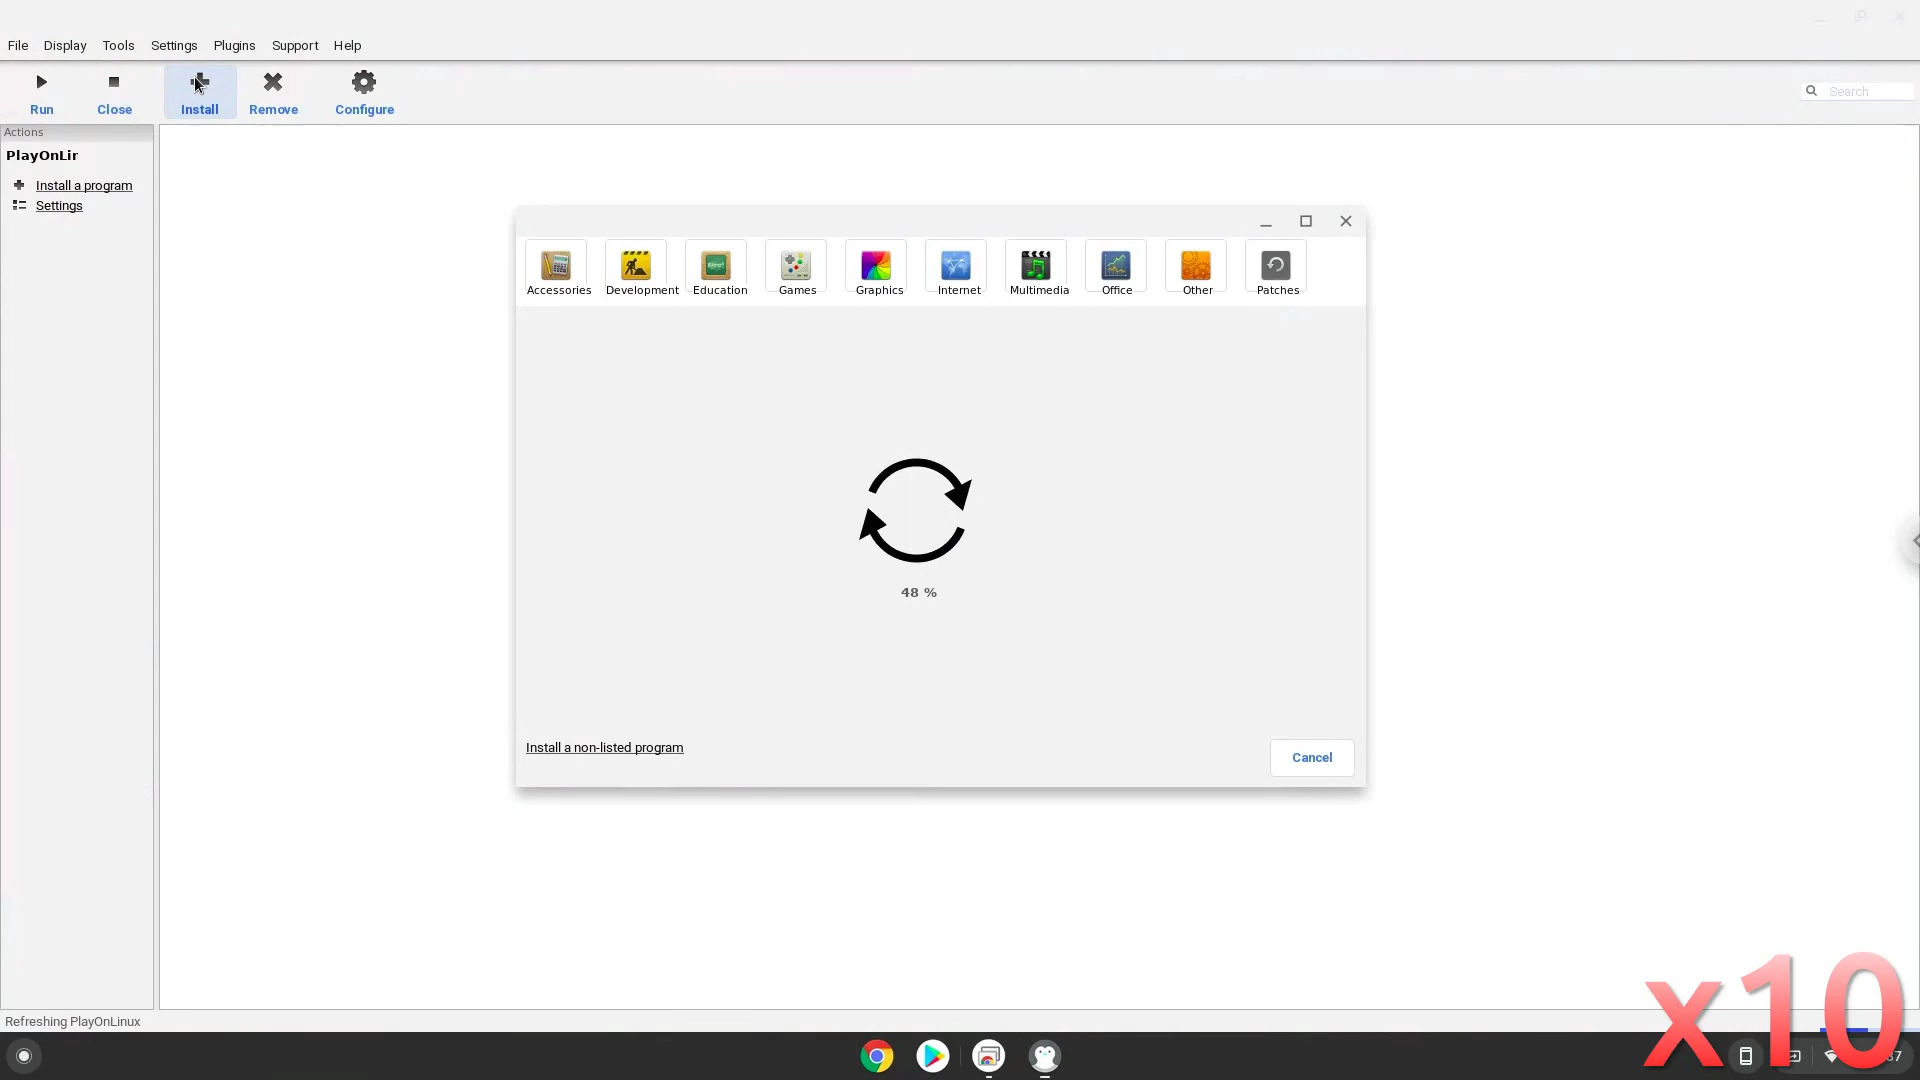 File Display Tools Settings Plugins Support Help
Run Close Install Remove Configure
Search
Actions
PlayOnLir
Install a program
Settings
Accessories Development Education Games Graphics Internet Multimedia Office Other Patches
48 %
Install a non-listed program
Cancel
x10
Refreshing PlayOnLinux